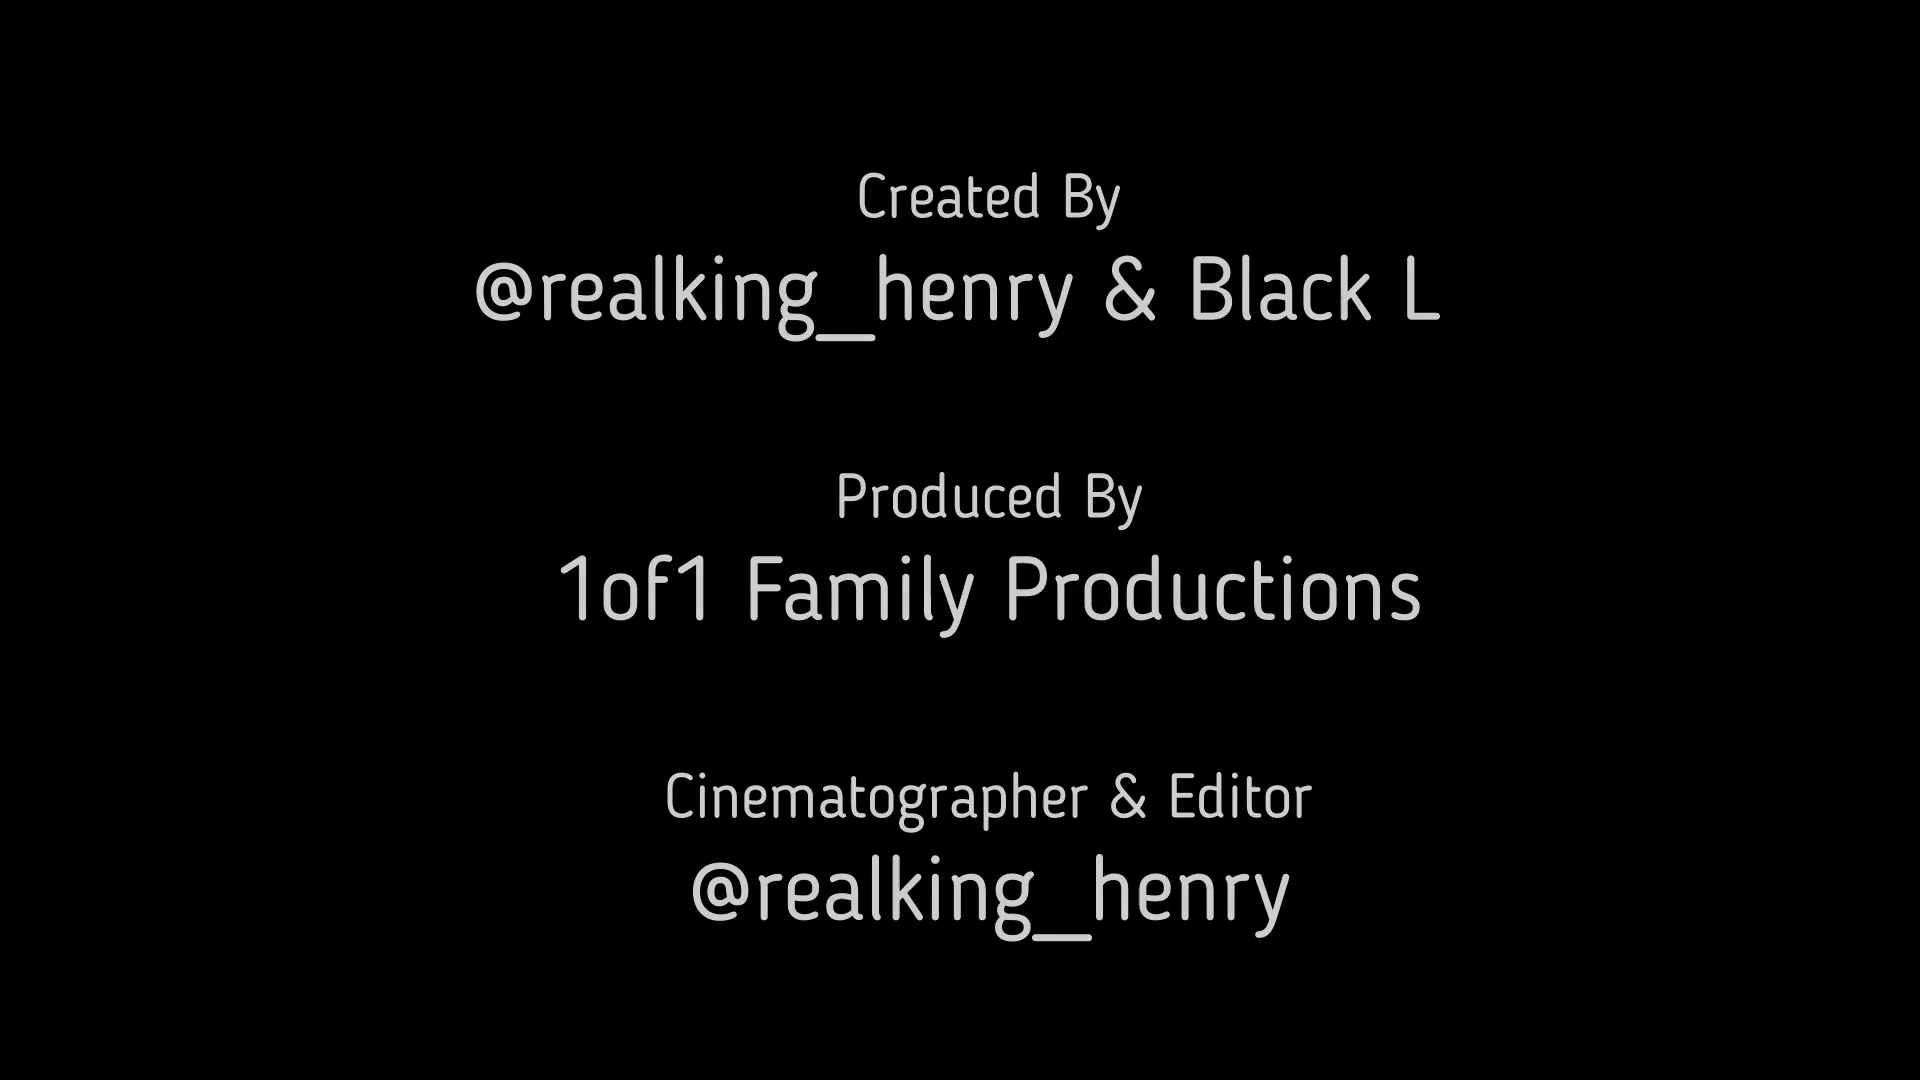 Created By
@realking_henry & Black L
Produced By
1of1 Family Productions
Cinematographer & Editor
@realking_henry